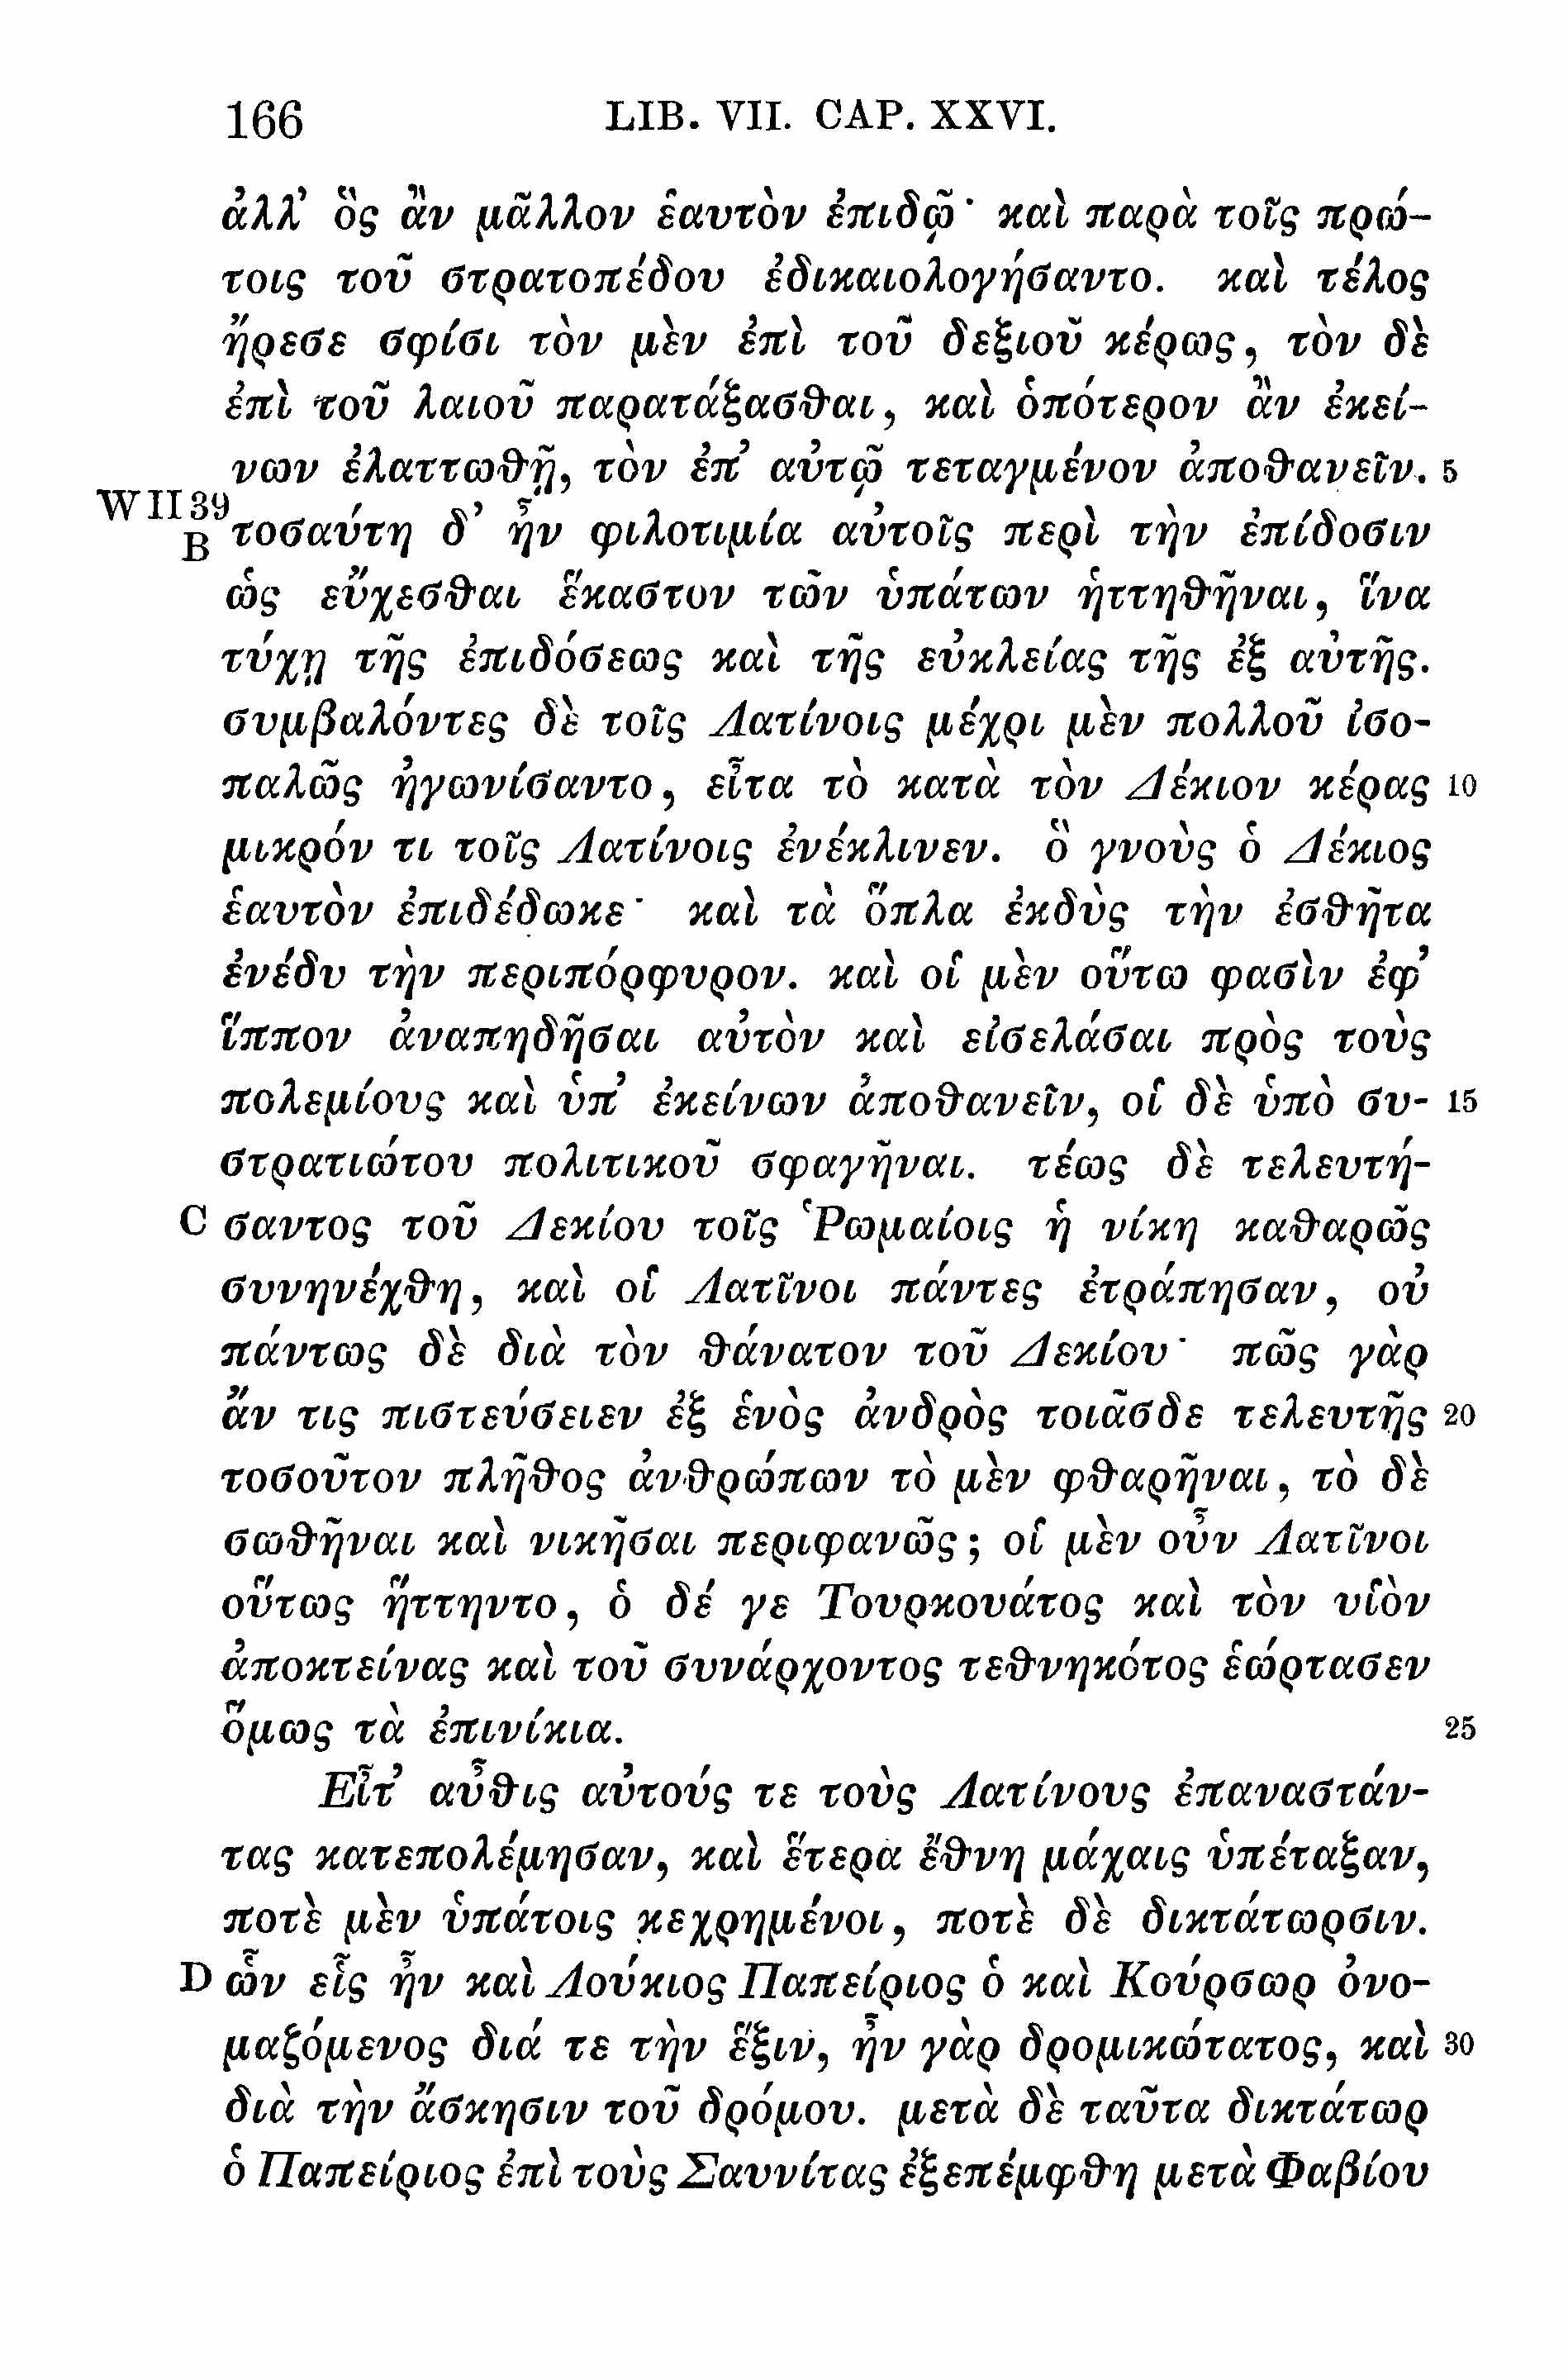 166 LIB. VII. CAP. XXVI.
ἀλλ’ ὃς ἂν μᾶλλον ἑαυτὸν ἐπιδῷ· καὶ παρὰ τοῖς πρώ-
τοις τοῦ στρατοπέδου ἐδικαιολογήσαντο. καὶ τέλος
ἤρεσε σφίσι τὸν μὲν ἐπὶ τοῦ δεξιοῦ κέρως, τὸν δὲ
ἐπὶ τοῦ λαιοῦ παρατάξασθαι, καὶ ὁπότερον ἂν ἐκεί-
νων ἐλαττωθῇ, τὸν ἐπ’ αὐτῷ τεταγμένον ἀποθανεῖν. 5
W II 39 B τοσαύτη δ’ ἦν φιλοτιμία αὐτοῖς περὶ τὴν ἐπίδοσιν
ὡς εὔχεσθαι ἕκαστον τῶν ὑπάτων ἡττηθῆναι, ἵνα
τύχῃ τῆς ἐπιδόσεως καὶ τῆς εὐκλείας τῆς ἐξ αὐτῆς.
συμβαλόντες δὲ τοῖς Λατίνοις μέχρι μὲν πολλοῦ ἰσο-
παλῶς ἠγωνίσαντο, εἶτα τὸ κατὰ τὸν Δέκιον κέρας 10
μικρόν τι τοῖς Λατίνοις ἐνέκλινεν. ὃ γνοὺς ὁ Δέκιος
ἑαυτὸν ἐπιδέδωκε· καὶ τὰ ὅπλα ἐκδὺς τὴν ἐσθῆτα
ἐνέδυ τὴν περιπόρφυρον. καὶ οἱ μὲν οὕτω φασὶν ἐφ’
ἵππον ἀναπηδῆσαι αὐτὸν καὶ εἰσελάσαι πρὸς τοὺς
πολεμίους καὶ ὑπ’ ἐκείνων ἀποθανεῖν, οἱ δὲ ὑπὸ συ- 15
στρατιώτου πολιτικοῦ σφαγῆναι. τέως δὲ τελευτή-
C σαντος τοῦ Δεκίου τοῖς Ῥωμαίοις ἡ νίκη καθαρῶς
συνηνέχθη, καὶ οἱ Λατῖνοι πάντες ἐτράπησαν, οὐ
πάντως δὲ διὰ τὸν θάνατον τοῦ Δεκίου· πῶς γὰρ
ἄν τις πιστεύσειεν ἐξ ἑνὸς ἀνδρὸς τοιᾶσδε τελευτῆς 20
τοσοῦτον πλῆθος ἀνθρώπων τὸ μὲν φθαρῆναι, τὸ δὲ
σωθῆναι καὶ νικῆσαι περιφανῶς; οἱ μὲν οὖν Λατῖνοι
οὕτως ἥττηντο, ὁ δέ γε Τουρκουάτος καὶ τὸν υἱὸν
ἀποκτείνας καὶ τοῦ συνάρχοντος τεθνηκότος ἑώρτασεν
ὅμως τὰ ἐπινίκια. 25
Εἶτ’ αὖθις αὐτούς τε τοὺς Λατίνους ἐπαναστάν-
τας κατεπολέμησαν, καὶ ἕτερα ἔθνη μάχαις ὑπέταξαν,
ποτὲ μὲν ὑπάτοις κεχρημένοι, ποτὲ δὲ δικτάτωρσιν.
D ὧν εἷς ἦν καὶ Λούκιος Παπείριος ὁ καὶ Κούρσωρ ὀνο-
μαζόμενος διά τε τὴν ἕξιν, ἦν γὰρ δρομικώτατος, καὶ 30
διὰ τὴν ἄσκησιν τοῦ δρόμου. μετὰ δὲ ταῦτα δικτάτωρ
ὁ Παπείριος ἐπὶ τοὺς Σαυνίτας ἐξεπέμφθη μετὰ Φαβίου